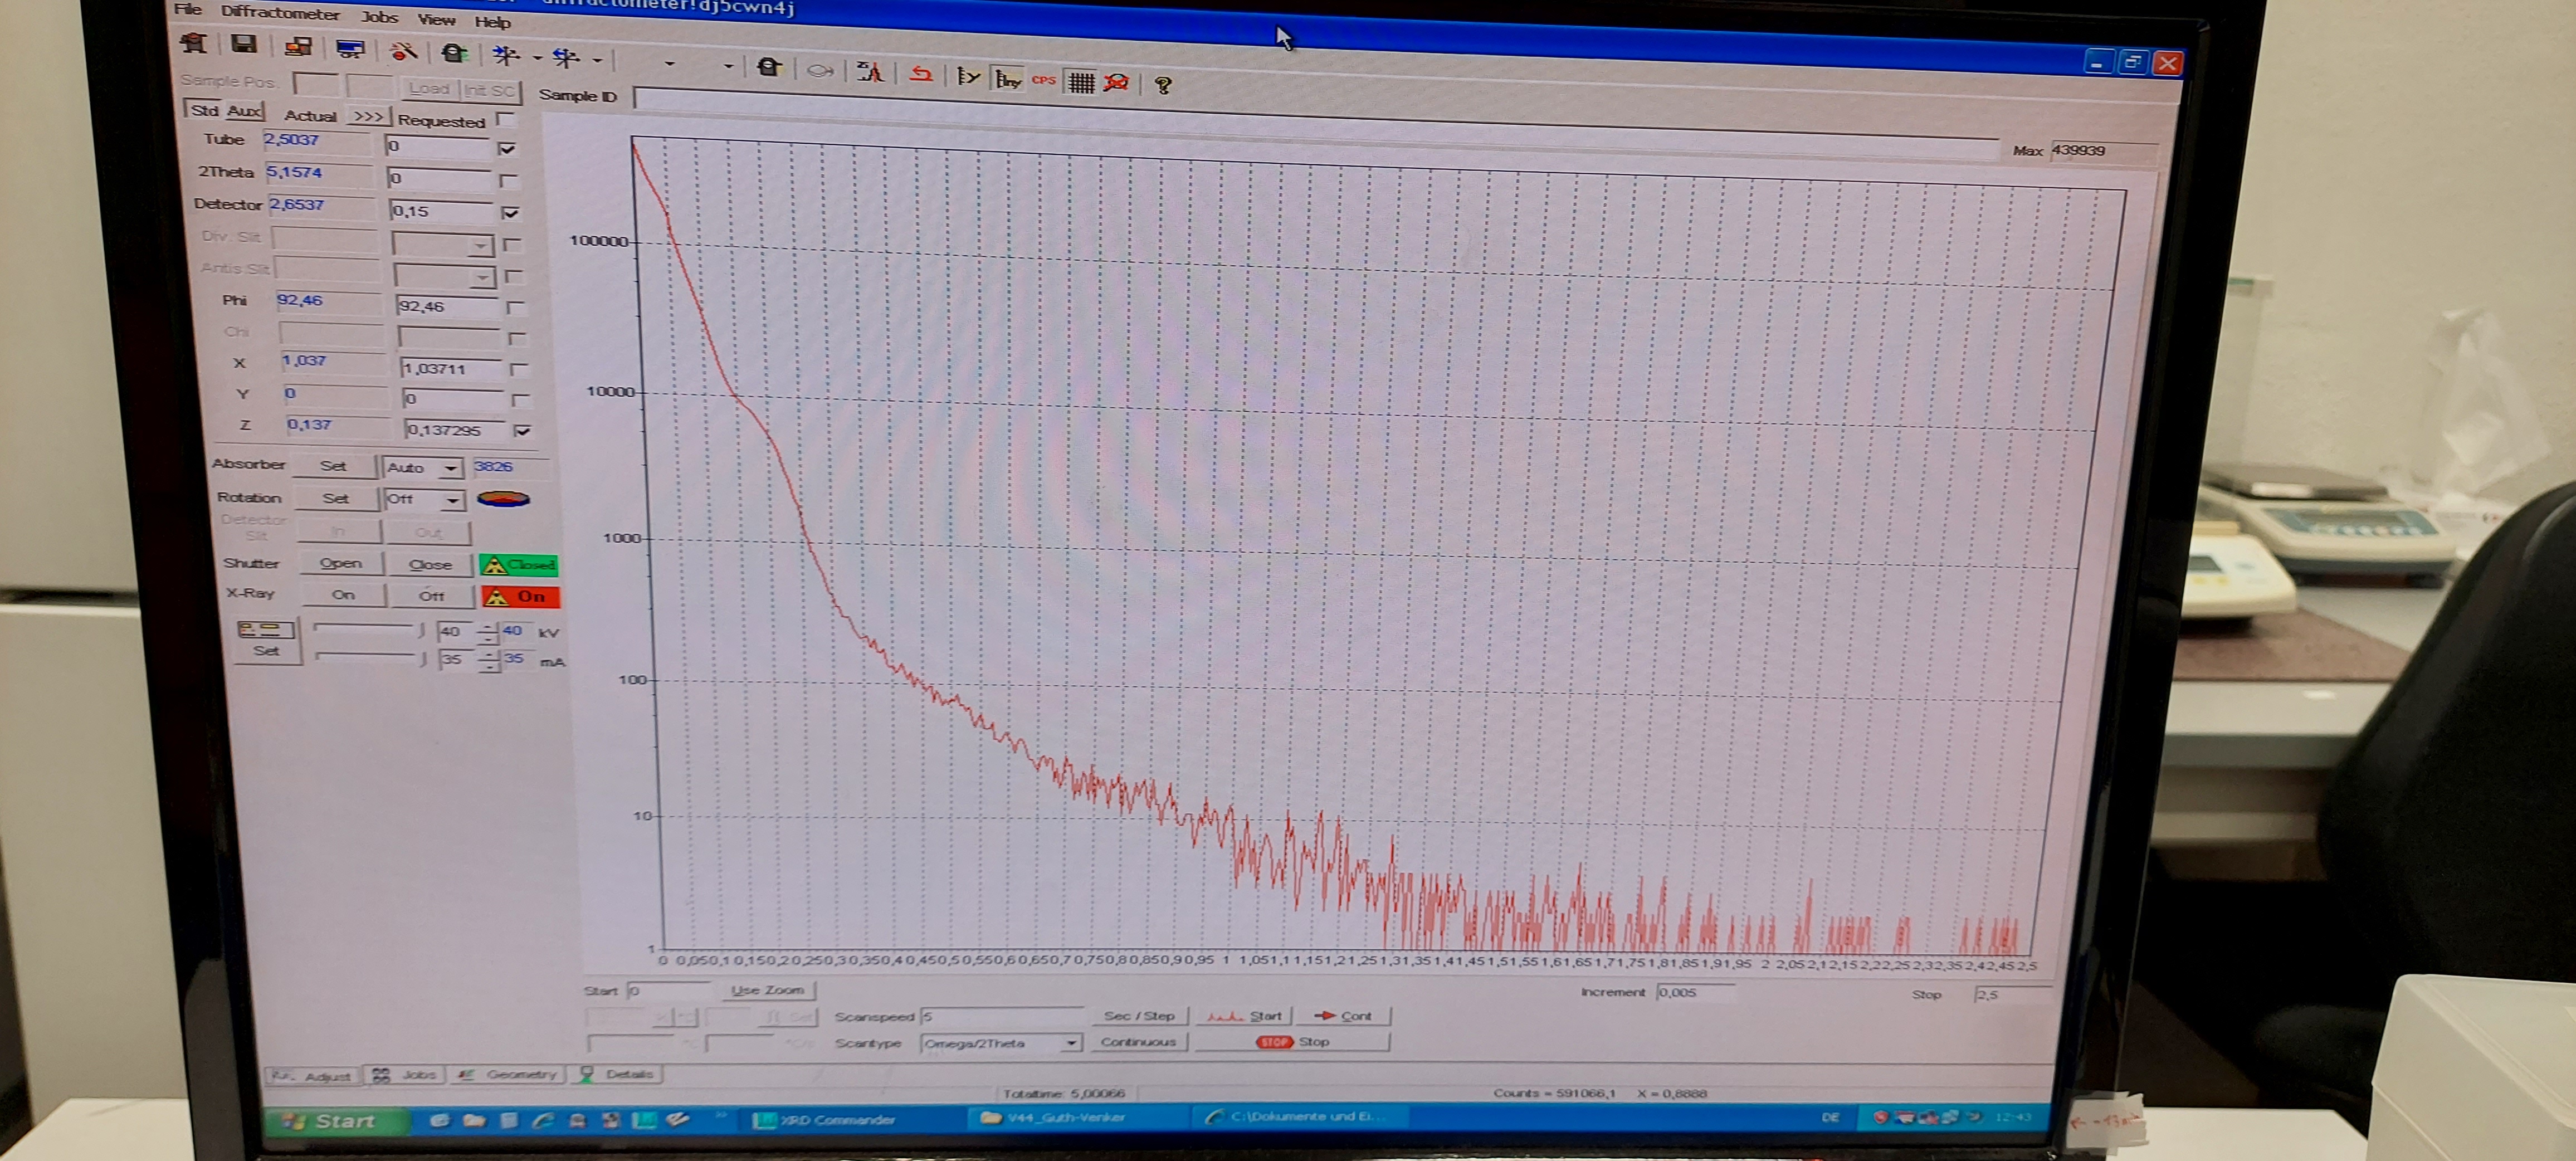 diffractometer!dj5cwn4j
File Diffractometer Jobs View Help
CPS
Sample Pos. Load Init SC Sample ID
Std Aux Actual >>> Requested
Max 439939
Tube 2,5037 0
2Theta 5,1574 0
Detector 2,6537 0,15
Div. Slit
Antis.Slit
Phi 92,46 92,46
Chi
X 1,037 1,03711
Y 0 0
Z 0,137 0,137295
Absorber Set Auto 3826
Rotation Set Off
Detector Slit In Out
Shutter Open Close Closed
X-Ray On Off On
40 40 kV
Set 35 35 mA
100000
10000
1000
100
10
1
0 0,05 0,1 0,15 0,2 0,25 0,3 0,35 0,4 0,45 0,5 0,55 0,6 0,65 0,7 0,75 0,8 0,85 0,9 0,95 1 1,05 1,1 1,15 1,2 1,25 1,3 1,35 1,4 1,45 1,5 1,55 1,6 1,65 1,7 1,75 1,8 1,85 1,9 1,95 2 2,05 2,1 2,15 2,2 2,25 2,3 2,35 2,4 2,45 2,5
Start 0 Use Zoom Increment 0,005 Stop 2,5
Set Scanspeed 5 Sec / Step Start Cont
Scantype Omega/2Theta Continuous STOP Stop
Adjust Jobs Geometry Details
Totaltime: 5,00066 Counts = 591066,1 X = 0,8888
Start XRD Commander V44_Guth-Venker C:\Dokumente und Ei... DE 12:43